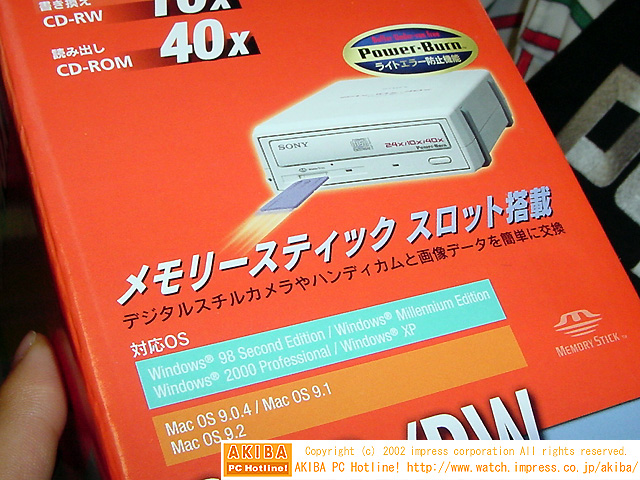 書き換え
CD-RW
読み出し
CD-ROM
40x
Power-Burn
ライトエラー防止機能
SONY
24x/10x/40x
Power-Burn
メモリースティック スロット搭載
デジタルスチルカメラやハンディカムと画像データを簡単に交換
対応OS
Windows® 98 Second Edition / Windows® Millennium Edition
Windows® 2000 Professional / Windows® XP
Mac OS 9.0.4 / Mac OS 9.1
Mac OS 9.2
MEMORY STICK™
AKIBA
PC Hotline!
Copyright (c) 2002 impress corporation All rights reserved.
AKIBA PC Hotline! http://www.watch.impress.co.jp/akiba/